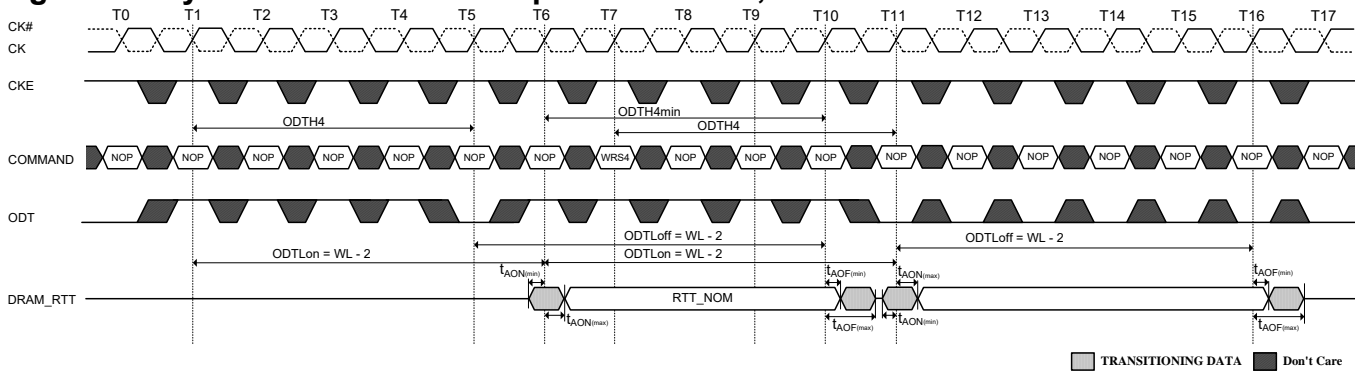 T0 T1 T2 T3 T4 T5 T6 T7 T8 T9 T10 T11 T12 T13 T14 T15 T16 T17
CK#
CK
CKE
ODTH4min
ODTH4 ODTH4
COMMAND NOP NOP NOP NOP NOP NOP NOP WRS4 NOP NOP NOP NOP NOP NOP NOP NOP NOP NOP
ODT
ODTLoff = WL - 2 ODTLoff = WL - 2
ODTLon = WL - 2 ODTLon = WL - 2
tAON(min) tAOF(min) tAON(max) tAOF(min)
DRAM_RTT RTT_NOM
tAON(max) tAOF(max) tAON(min) tAOF(max)
TRANSITIONING DATA Don't Care